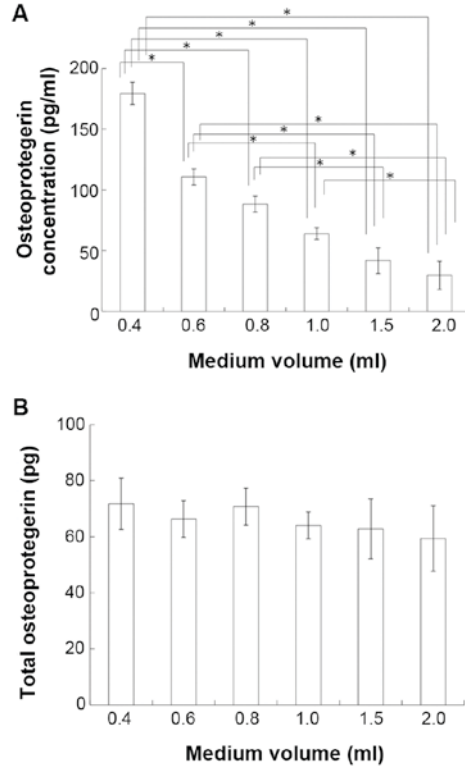 A
Osteoprotegerin
concentration (pg/ml)
200
150
100
50
0
* * * * * * * * * * *
0.4 0.6 0.8 1.0 1.5 2.0
Medium volume (ml)
B
Total osteoprotegerin (pg)
100
80
60
40
20
0
0.4 0.6 0.8 1.0 1.5 2.0
Medium volume (ml)